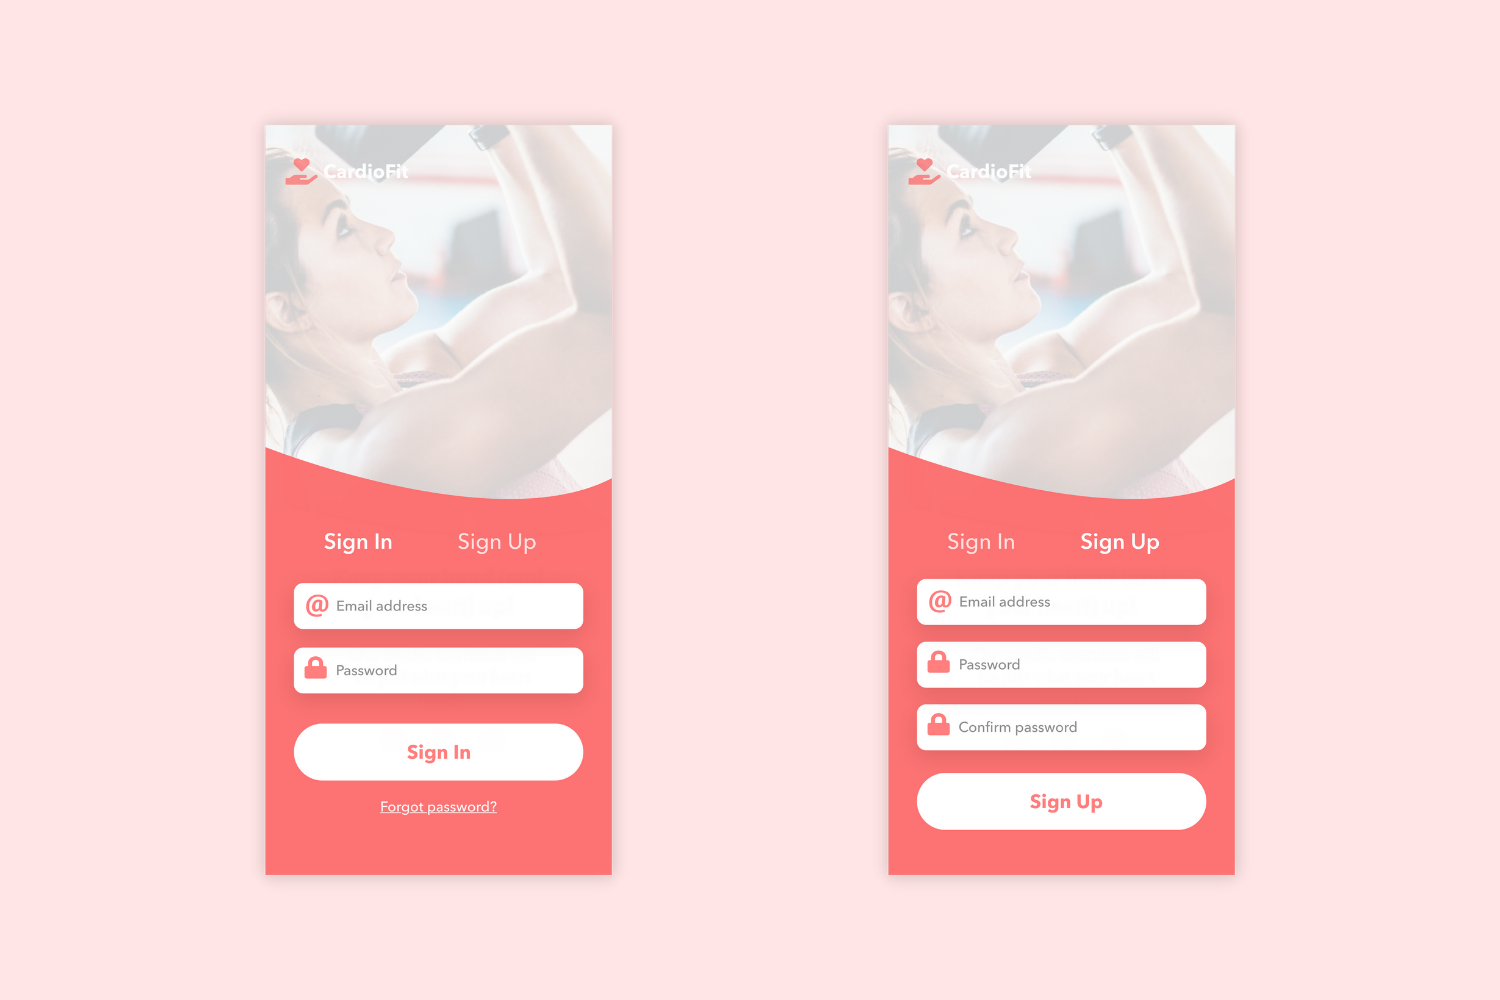 CardioFit
Sign In Sign Up
@ Email address
Password
Sign In
Forgot password?
CardioFit
Sign In Sign Up
@ Email address
Password
Confirm password
Sign Up